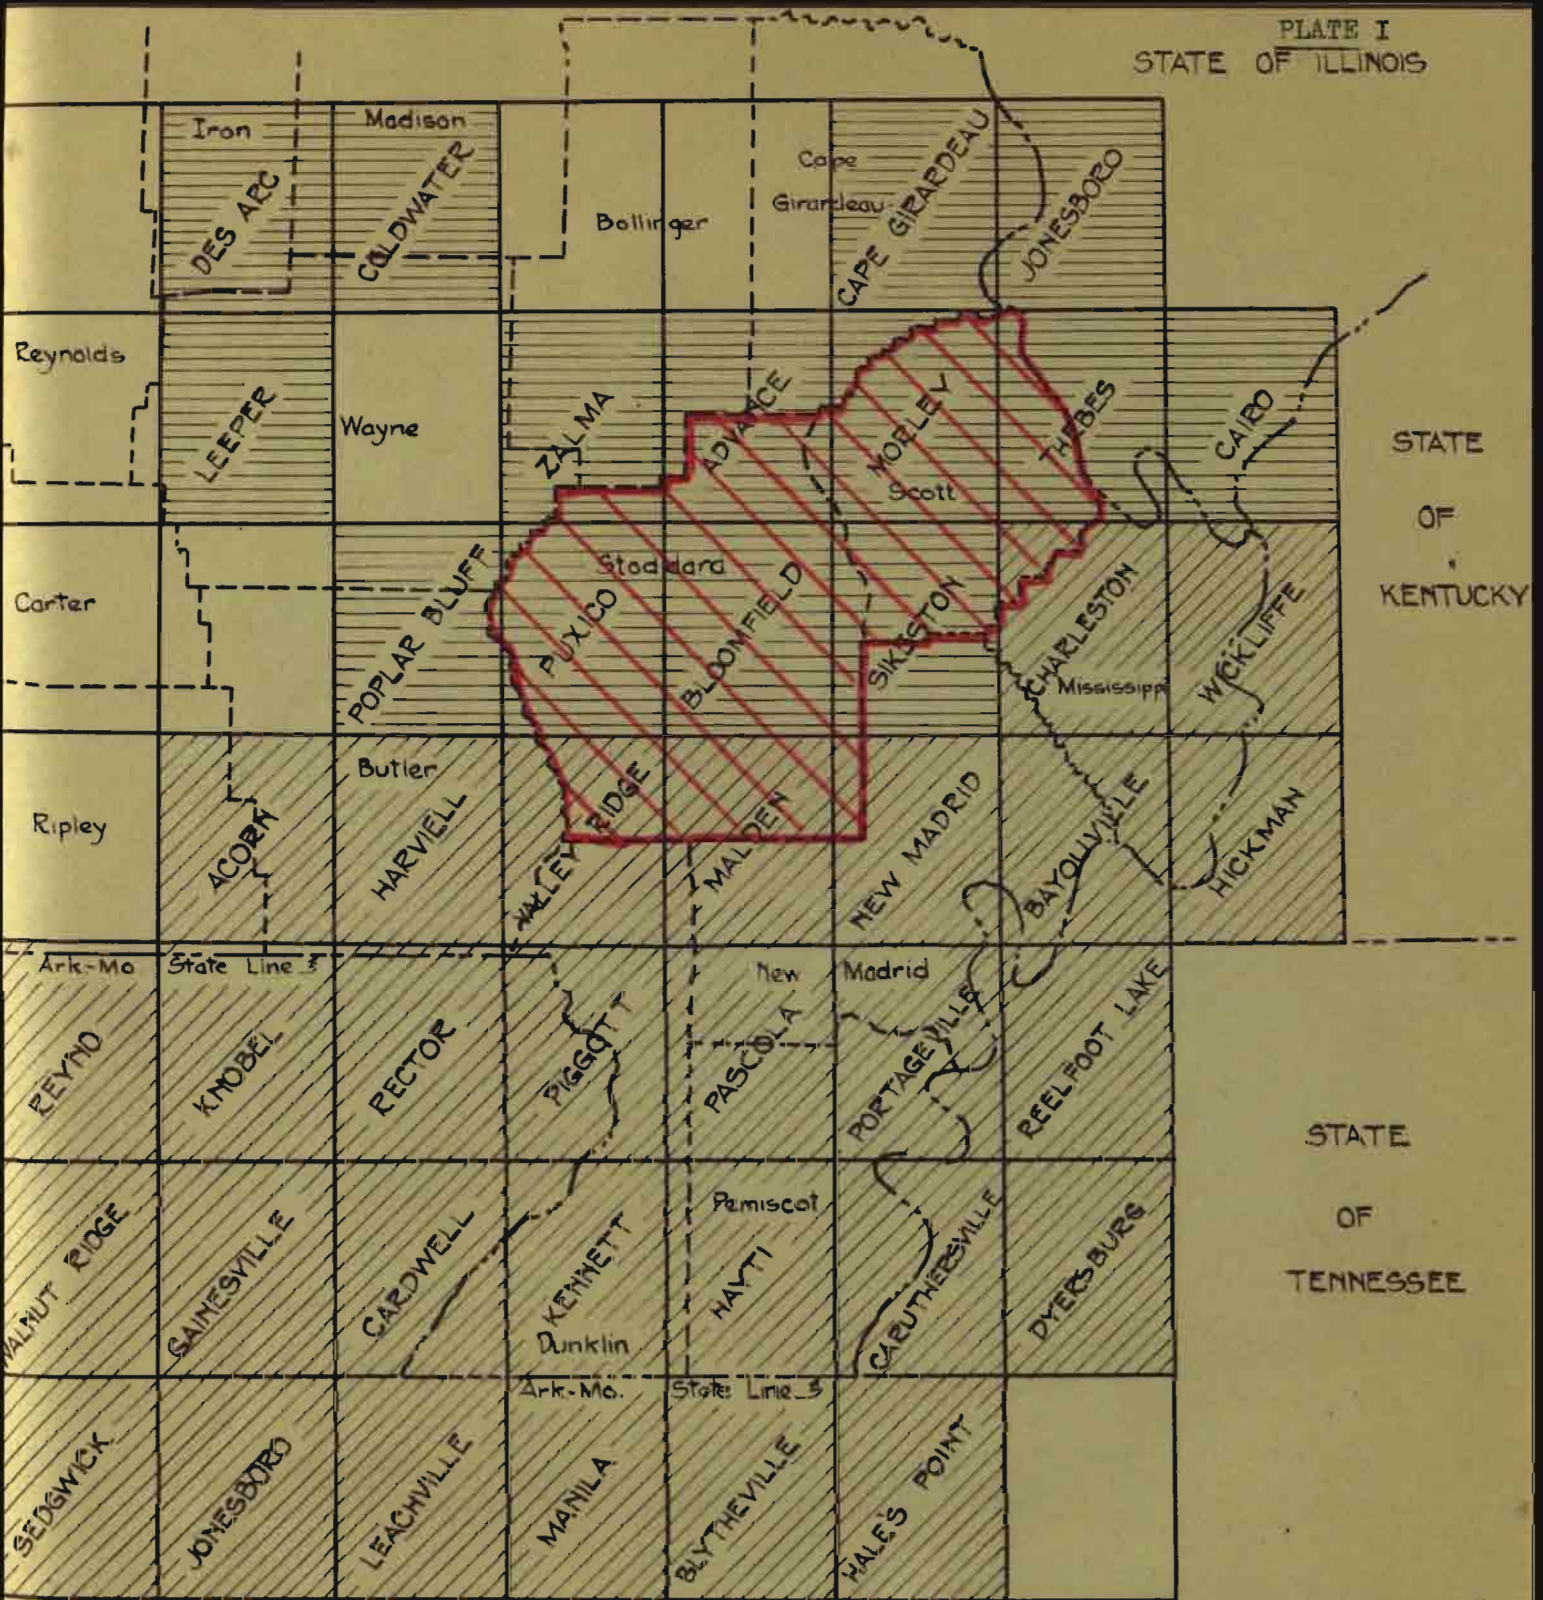 PLATE I
STATE OF ILLINOIS
Iron
Madison
DES ARC
COLDWATER
Bollinger
Cape
Girardeau
CAPE GIRARDEAU
JONESBORO
Reynolds
LEEPER
Wayne
ZALMA
ADVANCE
MORLEY
Scott
THEBES
CAIRO
STATE
OF
KENTUCKY
Carter
POPLAR BLUFF
Stoddard
PUXICO
BLOOMFIELD
SIKESTON
CHARLESTON
Mississippi
WICKLIFFE
Ripley
ACORN
Butler
HARVIELL
VALLEY RIDGE
MALDEN
NEW MADRID
BAYOUVILLE
HICKMAN
Ark-Mo State Line
New Madrid
REYNO
KNOBEL
RECTOR
PIGGOTT
PASCOLA
PORTAGEVILLE
REELFOOT LAKE
STATE
OF
TENNESSEE
WALNUT RIDGE
GAINESVILLE
CARDWELL
KENNETT
Dunklin
Pemiscot
HAYTI
CARUTHERSVILLE
DYERSBURG
Ark-Mo. State Line
SEDGWICK
JONESBORO
LEACHVILLE
MANILA
BLYTHEVILLE
HALE'S POINT